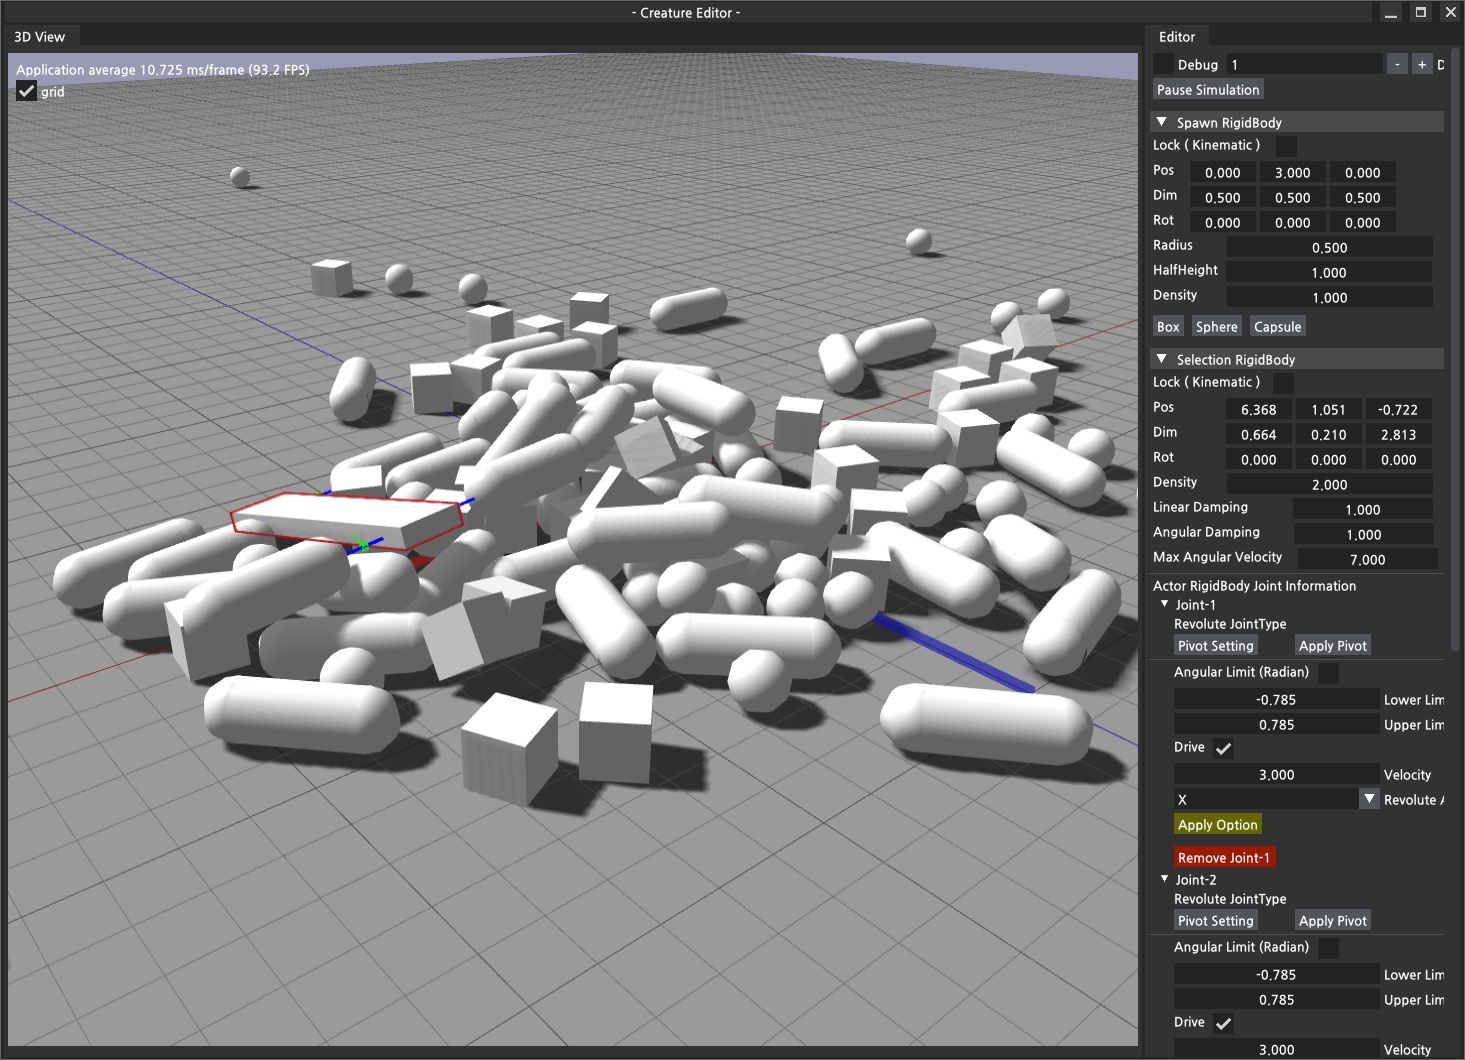 - Creature Editor -
3D View
Application average 10.725 ms/frame (93.2 FPS)
grid
Editor
Debug 1 - + D
Pause Simulation
Spawn RigidBody
Lock ( Kinematic )
Pos 0.000 3.000 0.000
Dim 0.500 0.500 0.500
Rot 0.000 0.000 0.000
Radius 0.500
HalfHeight 1.000
Density 1.000
Box Sphere Capsule
Selection RigidBody
Lock ( Kinematic )
Pos 6.368 1.051 -0.722
Dim 0.664 0.210 2.813
Rot 0.000 0.000 0.000
Density 2.000
Linear Damping 1.000
Angular Damping 1.000
Max Angular Velocity 7.000
Actor RigidBody Joint Information
Joint-1
Revolute JointType
Pivot Setting Apply Pivot
Angular Limit (Radian)
-0.785 Lower Lim
0.785 Upper Lim
Drive
3.000 Velocity
X Revolute A
Apply Option
Remove Joint-1
Joint-2
Revolute JointType
Pivot Setting Apply Pivot
Angular Limit (Radian)
-0.785 Lower Lim
0.785 Upper Lim
Drive
3.000 Velocity